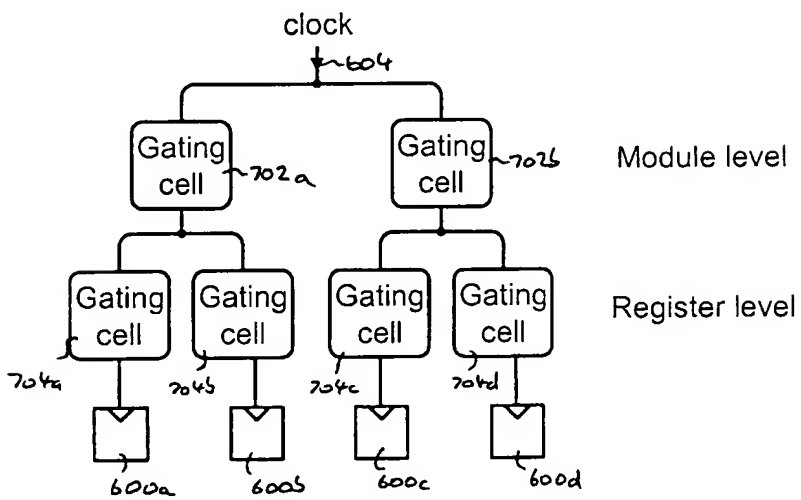 clock
604
Gating
cell
702a
Gating
cell
702b
Module level
Gating
cell
704a
Gating
cell
704b
Gating
cell
704c
Gating
cell
704d
Register level
600a
600b
600c
600d